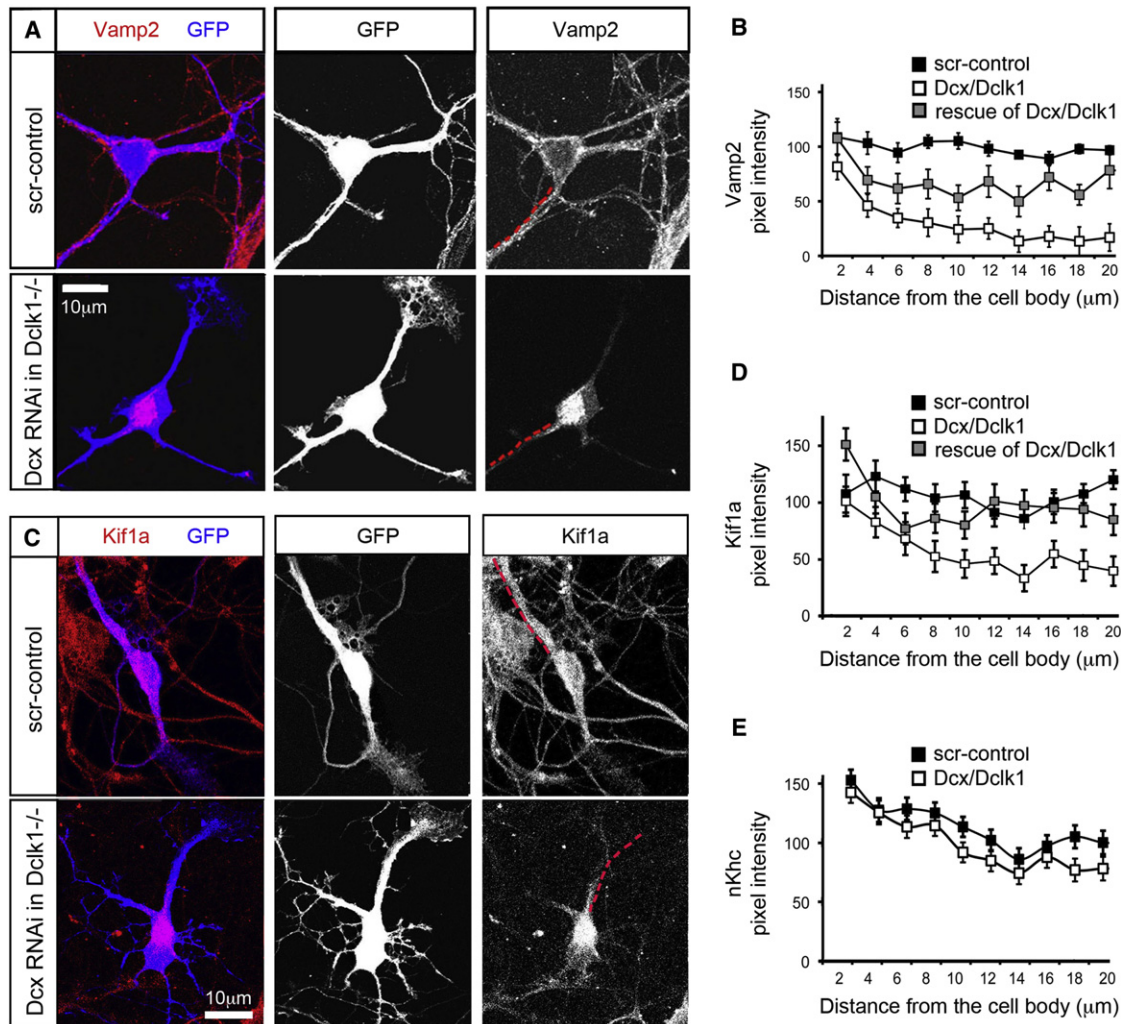 A
Vamp2 GFP
GFP
Vamp2
scr-control
Dcx RNAi in Dclk1-/-
10μm
B
scr-control
Dcx/Dclk1
rescue of Dcx/Dclk1
Vamp2
pixel intensity
150
100
50
0
2 4 6 8 10 12 14 16 18 20
Distance from the cell body (μm)
C
Kif1a GFP
GFP
Kif1a
scr-control
Dcx RNAi in Dclk1-/-
10μm
D
scr-control
Dcx/Dclk1
rescue of Dcx/Dclk1
Kif1a
pixel intensity
150
100
50
0
2 4 6 8 10 12 14 16 18 20
Distance from the cell body (μm)
E
scr-control
Dcx/Dclk1
nKhc
pixel intensity
150
100
50
0
2 4 6 8 10 12 14 16 18 20
Distance from the cell body (μm)